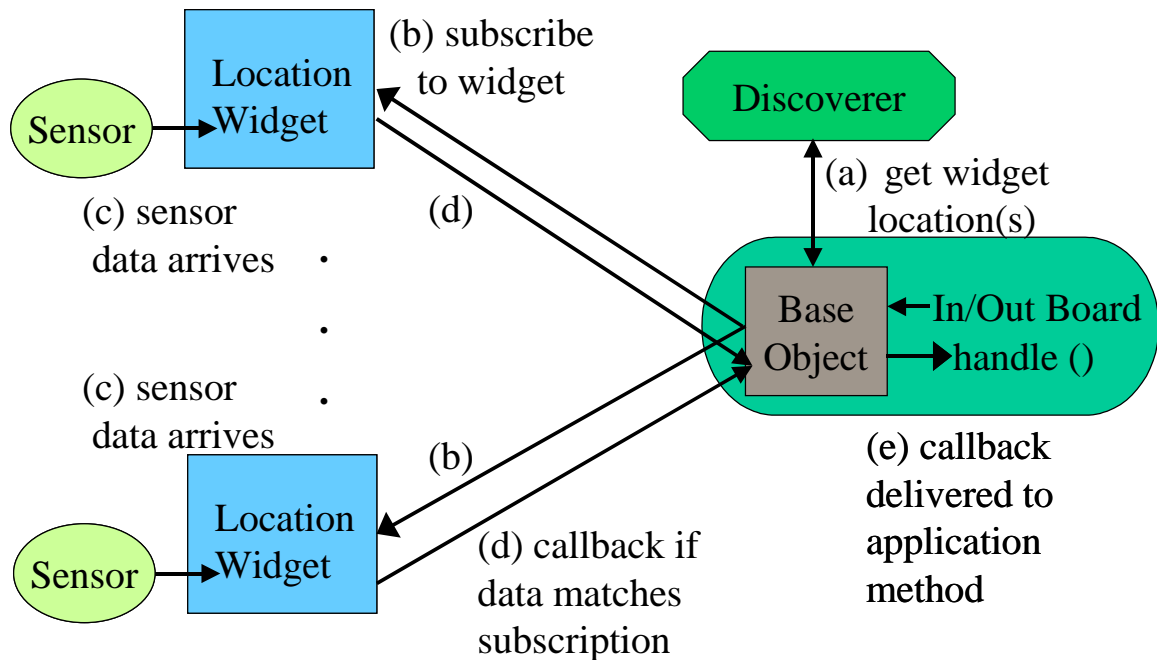 (b) subscribe
to widget
Location
Widget
Sensor
Discoverer
(a) get widget
location(s)
(c) sensor
data arrives
(d)
In/Out Board
handle ()
Base
Object
(c) sensor
data arrives
(b)
(e) callback
delivered to
application
method
Location
Widget
Sensor
(d) callback if
data matches
subscription